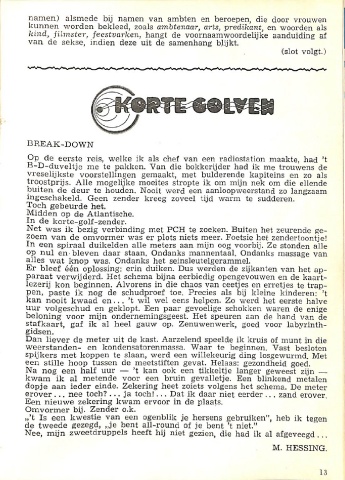 namen) alsmede bij namen van ambten en beroepen, die door vrouwen
kunnen worden bekleed, zoals ambtenaar, arts, predikant, en woorden als
kind, filmster, feestvarken, hangt de voornaamwoordelijke aanduiding af
van de sekse, indien deze uit de samenhang blijkt.
(slot volgt.)
KORTE GOLVEN
BREAK-DOWN
Op de eerste reis, welke ik als chef van een radiostation maakte, had 't
B-D-duveltje me te pakken. Van die bokkerijder had ik me trouwens de
vreselijkste voorstellingen gemaakt, met bulderende kapiteins en zo als
troostprijs. Alle mogelijke moeites stropte ik om mijn nek om die ellende
buiten de deur te houden. Nooit werd een aanloopweerstand zo langzaam
ingeschakeld. Geen zender kreeg zoveel tijd warm te sudderen.
Toch gebeurde het.
Midden op de Atlantische.
In de korte-golf-zender.
Net was ik bezig verbinding met PCH te zoeken. Buiten het zeurende ge-
zoem van de omvormer was er plots niets meer. Foetsie het zendertoontje!
In een spiraal duikelden alle meters aan mijn oog voorbij. Ze stonden alle
op nul en bleven daar staan. Ondanks mannentaal. Ondanks massage van
alles wat knop was. Ondanks het seinsleutelgerammel.
Er bleef één oplossing: erin duiken. Dus werden de zijkanten van het ap-
paraat verwijderd. Het schema bijna eerbiedig opengevouwen en de kaart-
lezerij kon beginnen. Alvorens in die chaos van ceetjes en erretjes te trap-
pen, paste ik nog de schudproef toe. Precies als bij kleine kinderen: 't
kan nooit kwaad en... 't wil wel eens helpen. Zo werd het eerste halve
uur volgeschud en geklopt. Een paar gevoelige schokken waren de enige
beloning voor mijn ondernemingsgeest. Het speuren aan de hand van de
stafkaart, gaf ik al heel gauw op. Zenuwenwerk, goed voor labyrinth-
gidsen.
Dan liever de meter uit de kast. Aarzelend speelde ik kruis of munt in die
weerstanden- en kondensatorenmassa. Waar te beginnen. Vast besloten
spijkers met koppen te slaan, werd een willekeurig ding losgewurmd. Met
een stille hoop tussen de meetstiften gevat. Helaas: gezondheid goed.
Na nog een half uur — 't kan ook een tikkeltje langer geweest zijn —
kwam ik al metende voor een bruin gevalletje. Een blinkend metalen
dopje aan ieder einde. Zekering heet zoiets volgens het schema. De meter
erover... nee toch?... ja toch!... Dat ik daar niet eerder... zand erover.
Een nieuwe zekering kwam ervoor in de plaats.
Omvormer bij. Zender o.k.
„'t Is een kwestie van een ogenblik je hersens gebruiken", heb ik tegen
de tweede gezegd, „je bent all-round of je bent 't niet."
Nee, mijn zweetdruppels heeft hij niet gezien, die had ik al afgeveegd...
M. HESSING.
13